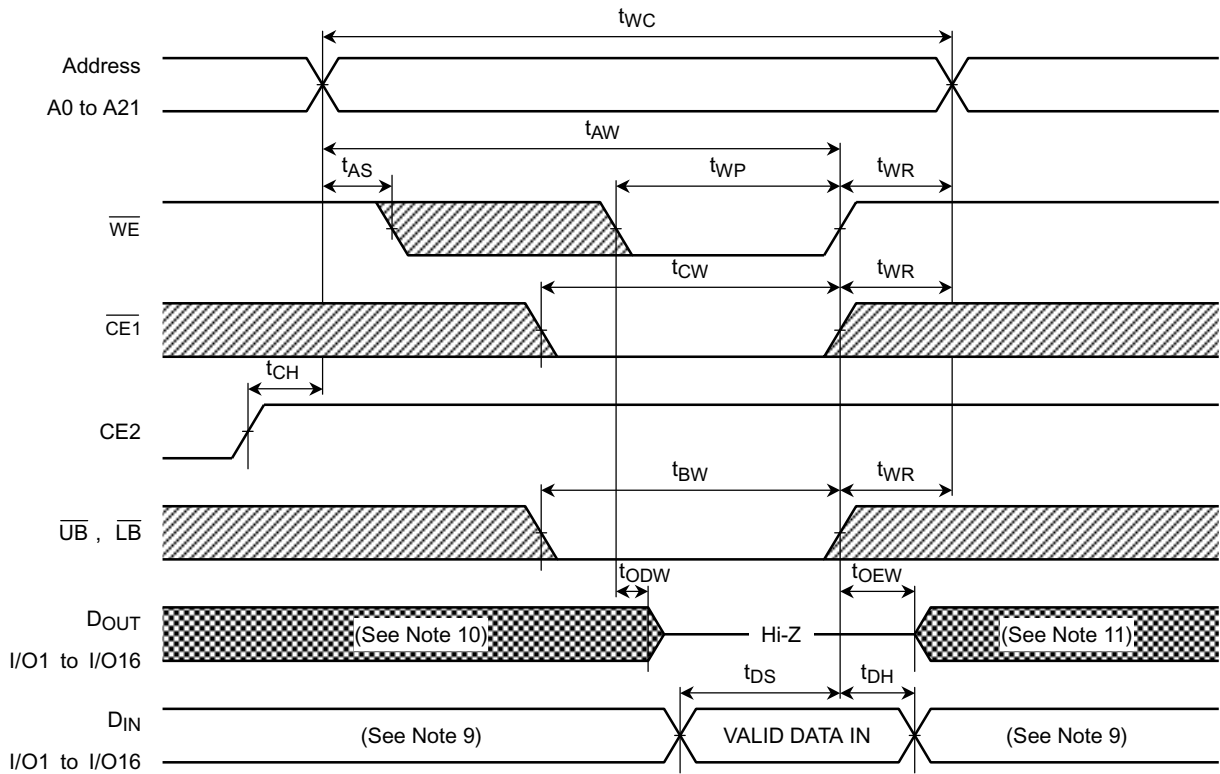 tWC
Address
A0 to A21
tAW
tAS
tWP
tWR
WE
tCW
tWR
CE1
tCH
CE2
tBW
tWR
UB , LB
tODW
tOEW
DOUT
(See Note 10)
Hi-Z
(See Note 11)
I/O1 to I/O16
tDS
tDH
DIN
(See Note 9)
VALID DATA IN
(See Note 9)
I/O1 to I/O16